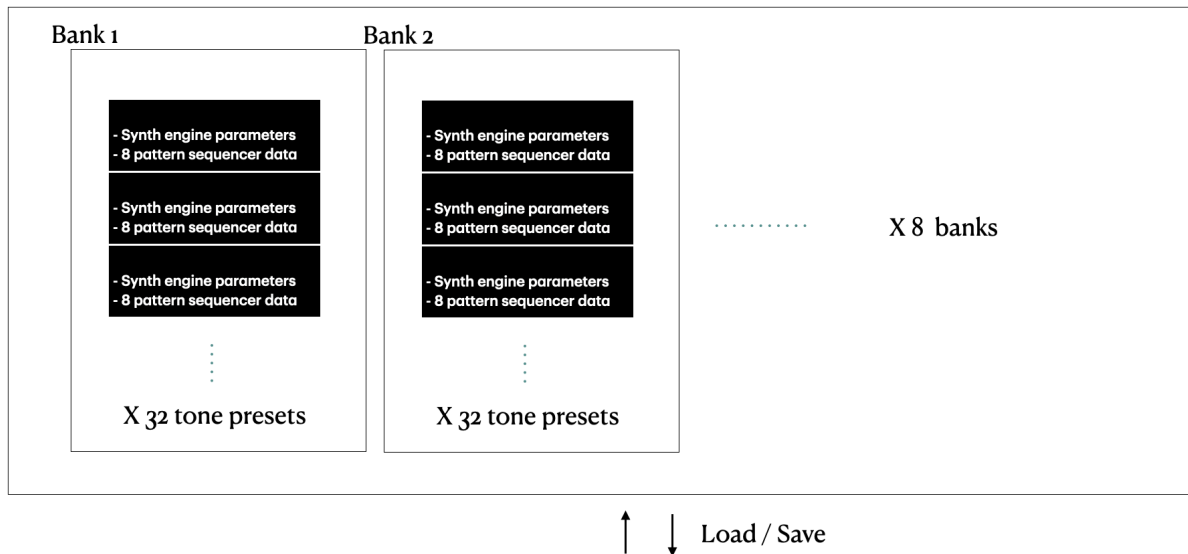 Bank 1
Bank 2
- Synth engine parameters
- 8 pattern sequencer data
- Synth engine parameters
- 8 pattern sequencer data
- Synth engine parameters
- 8 pattern sequencer data
X 32 tone presets
- Synth engine parameters
- 8 pattern sequencer data
- Synth engine parameters
- 8 pattern sequencer data
- Synth engine parameters
- 8 pattern sequencer data
X 32 tone presets
X 8 banks
Load / Save